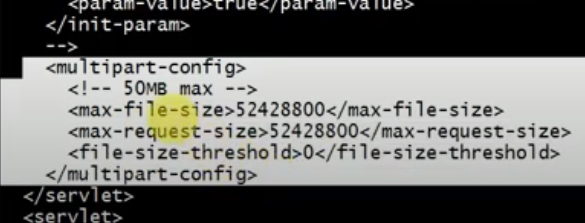 <param-value>true</param-value>
</init-param>
-->
<multipart-config>
<!-- 50MB max -->
<max-file-size>52428800</max-file-size>
<max-request-size>52428800</max-request-size>
<file-size-threshold>0</file-size-threshold>
</multipart-config>
</servlet>
<servlet>